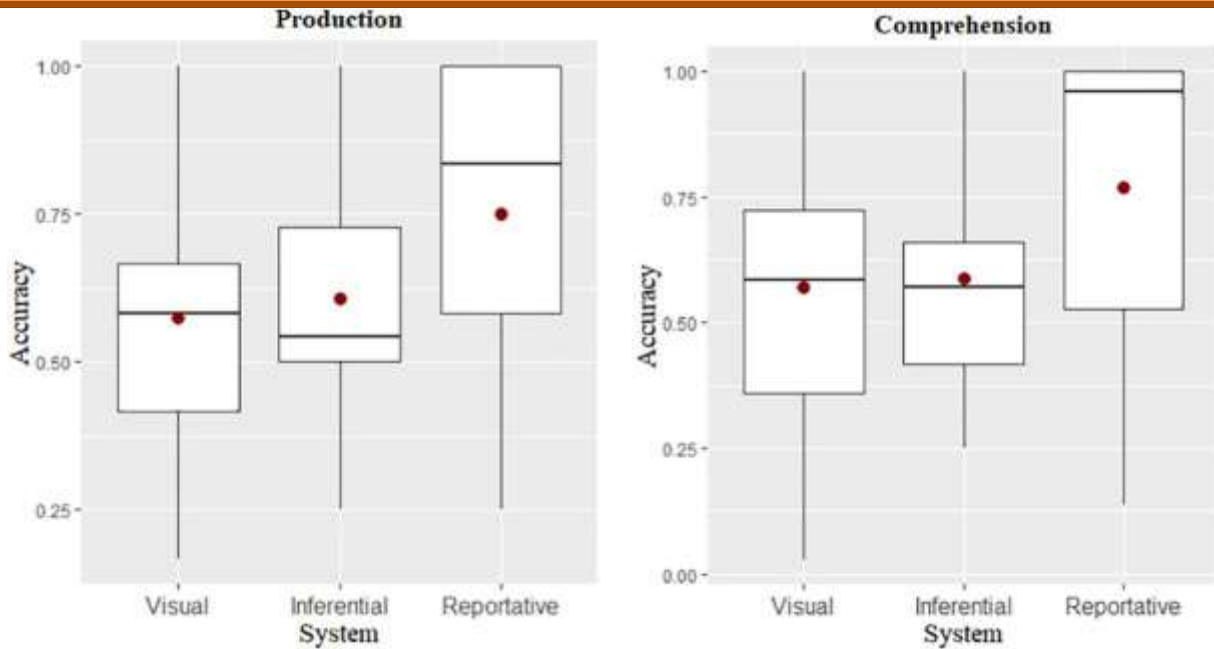 Production
1.00
0.75
0.50
0.25
Accuracy
Visual
Inferential
Reportative
System
Comprehension
1.00
0.75
0.50
0.25
0.00
Accuracy
Visual
Inferential
Reportative
System